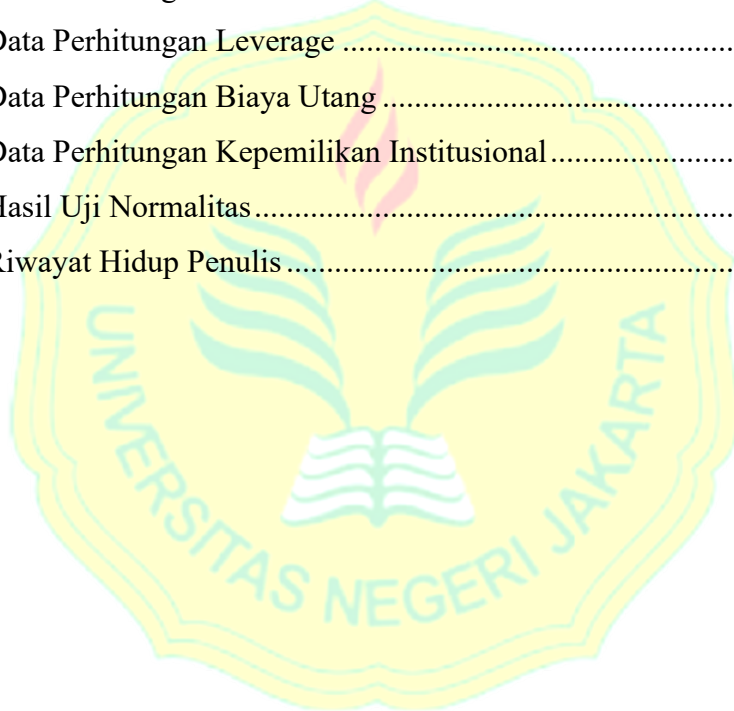 Data Perhitungan Leverage ................................................
Data Perhitungan Biaya Utang ...........................................
Data Perhitungan Kepemilikan Institusional.......................
Hasil Uji Normalitas...........................................................
Riwayat Hidup Penulis .......................................................
UNIVERSITAS NEGERI JAKARTA